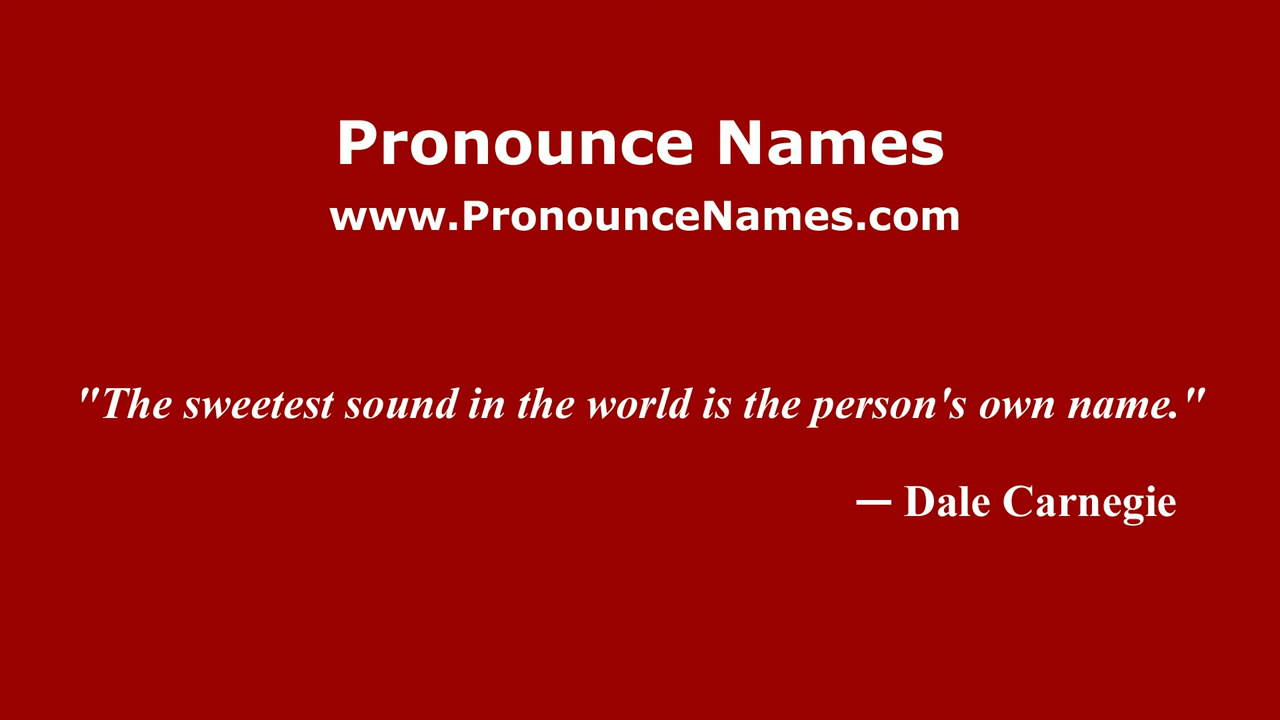 Pronounce Names
www.PronounceNames.com
"The sweetest sound in the world is the person's own name."
— Dale Carnegie